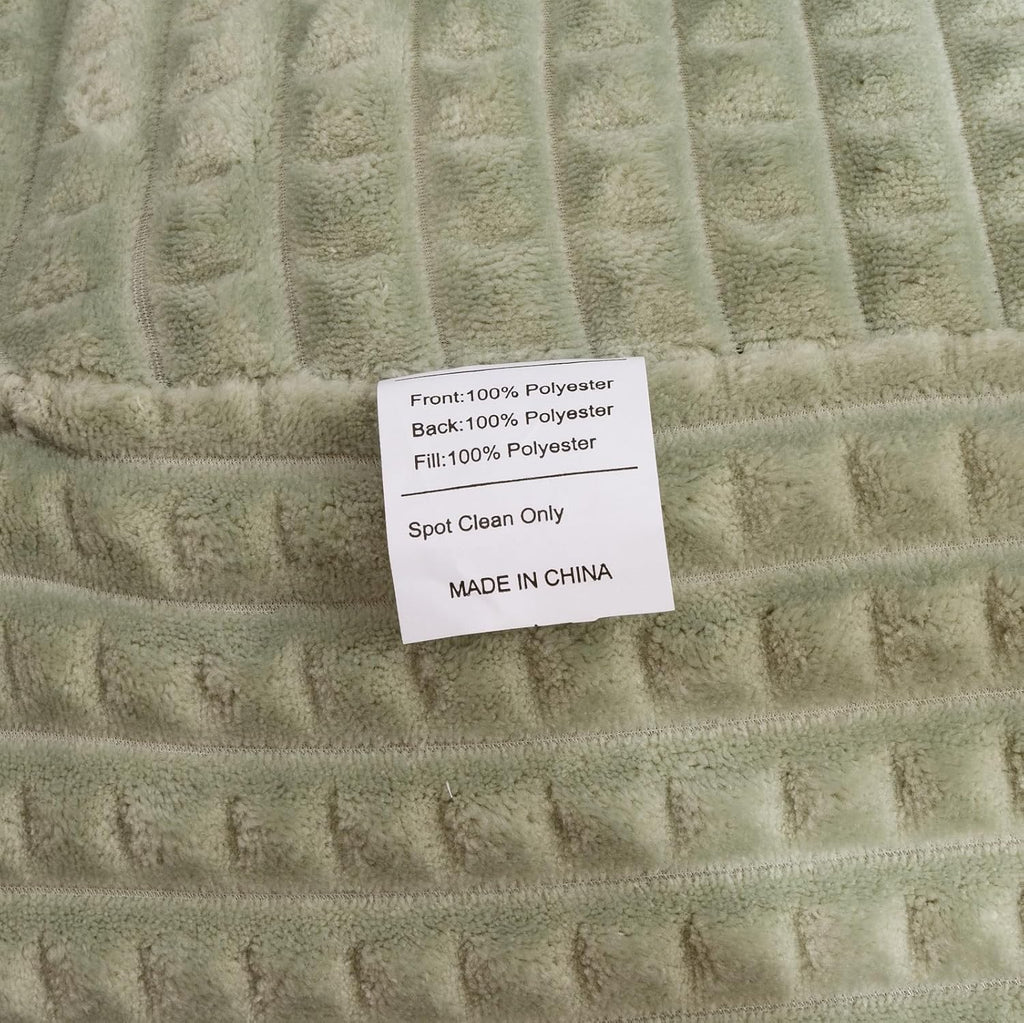 Front:100% Polyester
Back:100% Polyester
Fill:100% Polyester
Spot Clean Only
MADE IN CHINA